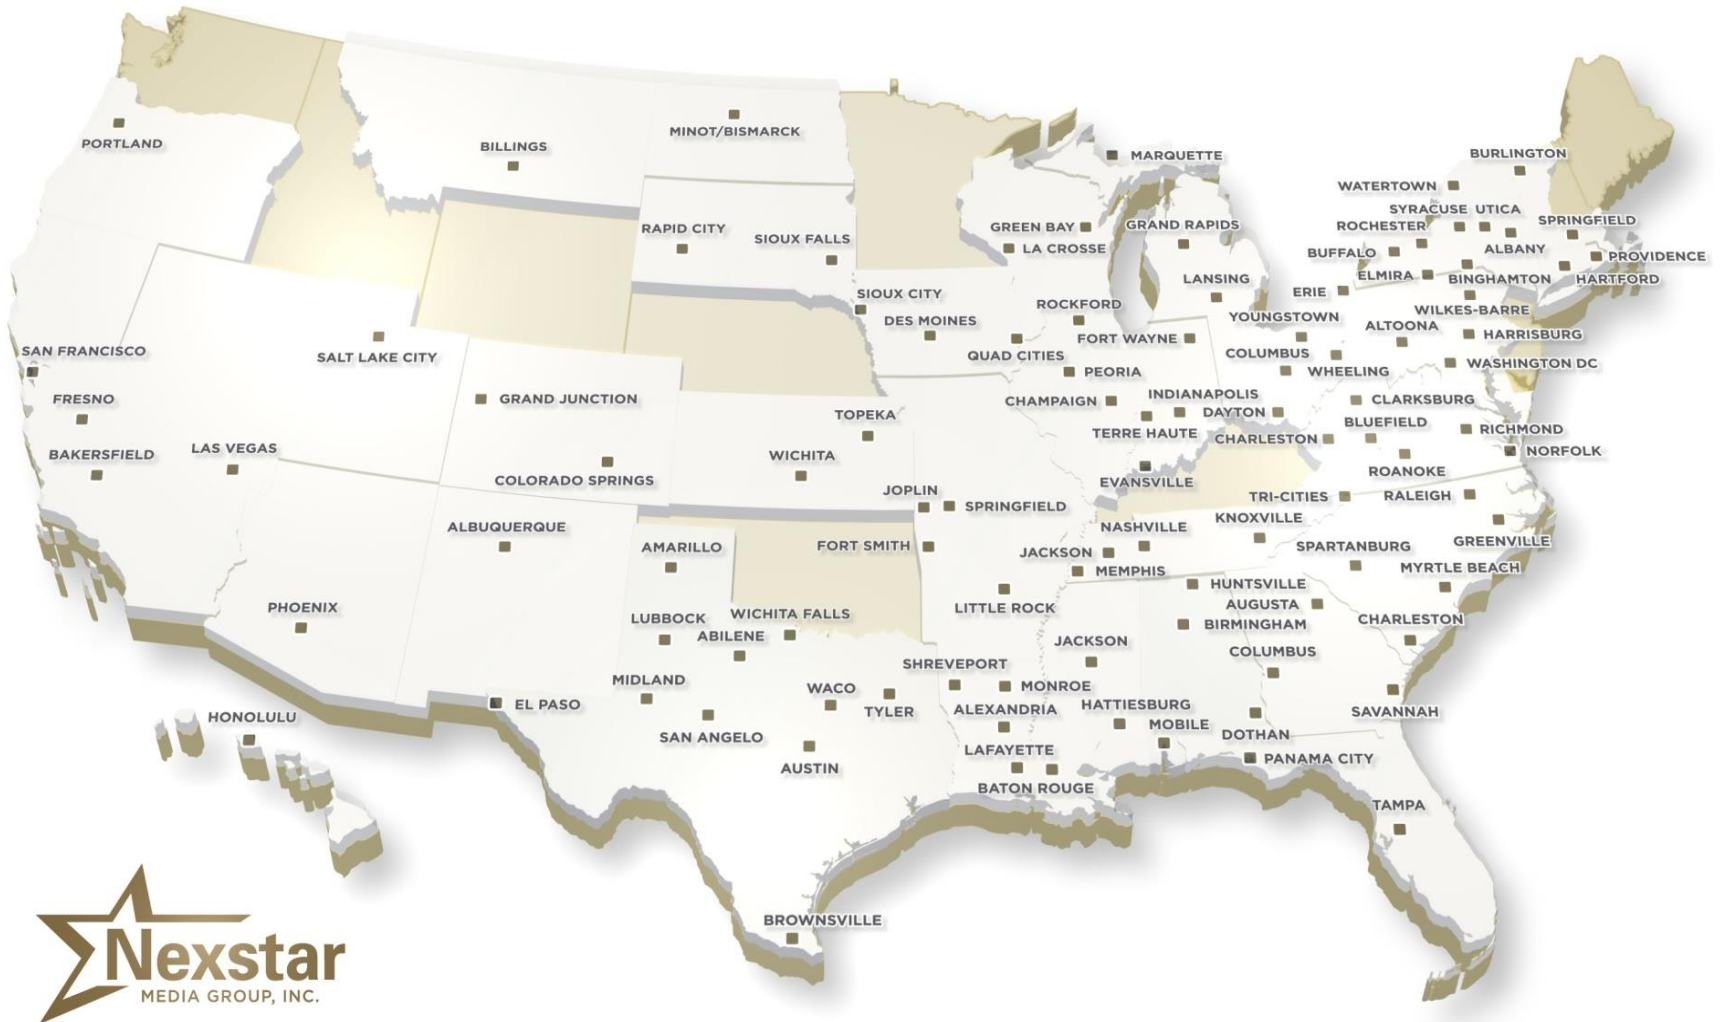 BURLINGTON
PORTLAND
BILLINGS
MINOT/BISMARCK
MARQUETTE
WATERTOWN
SYRACUSE
UTICA
SPRINGFIELD
ROCHESTER
RAPID CITY
SIOUX FALLS
GREEN BAY
GRAND RAPIDS
LA CROSSE
BUFFALO
ALBANY
PROVIDENCE
ELMIRA
BINGHAMTON
HARTFORD
LANSING
ERIE
SIOUX CITY
ROCKFORD
DES MOINES
YOUNGSTOWN
WILKES-BARRE
ALTOONA
HARRISBURG
FORT WAYNE
SAN FRANCISCO
SALT LAKE CITY
QUAD CITIES
COLUMBUS
WASHINGTON DC
PEORIA
WHEELING
FRESNO
GRAND JUNCTION
CHAMPAIGN
INDIANAPOLIS
CLARKSBURG
TOPEKA
DAYTON
BLUEFIELD
TERRE HAUTE
CHARLESTON
RICHMOND
BAKERSFIELD
LAS VEGAS
WICHITA
NORFOLK
COLORADO SPRINGS
EVANSVILLE
ROANOKE
JOPLIN
SPRINGFIELD
TRI-CITIES
RALEIGH
ALBUQUERQUE
NASHVILLE
KNOXVILLE
AMARILLO
FORT SMITH
JACKSON
SPARTANBURG
GREENVILLE
MEMPHIS
MYRTLE BEACH
HUNTSVILLE
PHOENIX
LITTLE ROCK
AUGUSTA
LUBBOCK
WICHITA FALLS
BIRMINGHAM
CHARLESTON
ABILENE
JACKSON
COLUMBUS
SHREVEPORT
MIDLAND
WACO
MONROE
EL PASO
TYLER
ALEXANDRIA
HATTIESBURG
SAVANNAH
HONOLULU
SAN ANGELO
MOBILE
DOTHAN
LAFAYETTE
PANAMA CITY
AUSTIN
BATON ROUGE
TAMPA
BROWNSVILLE
Nexstar
MEDIA GROUP, INC.